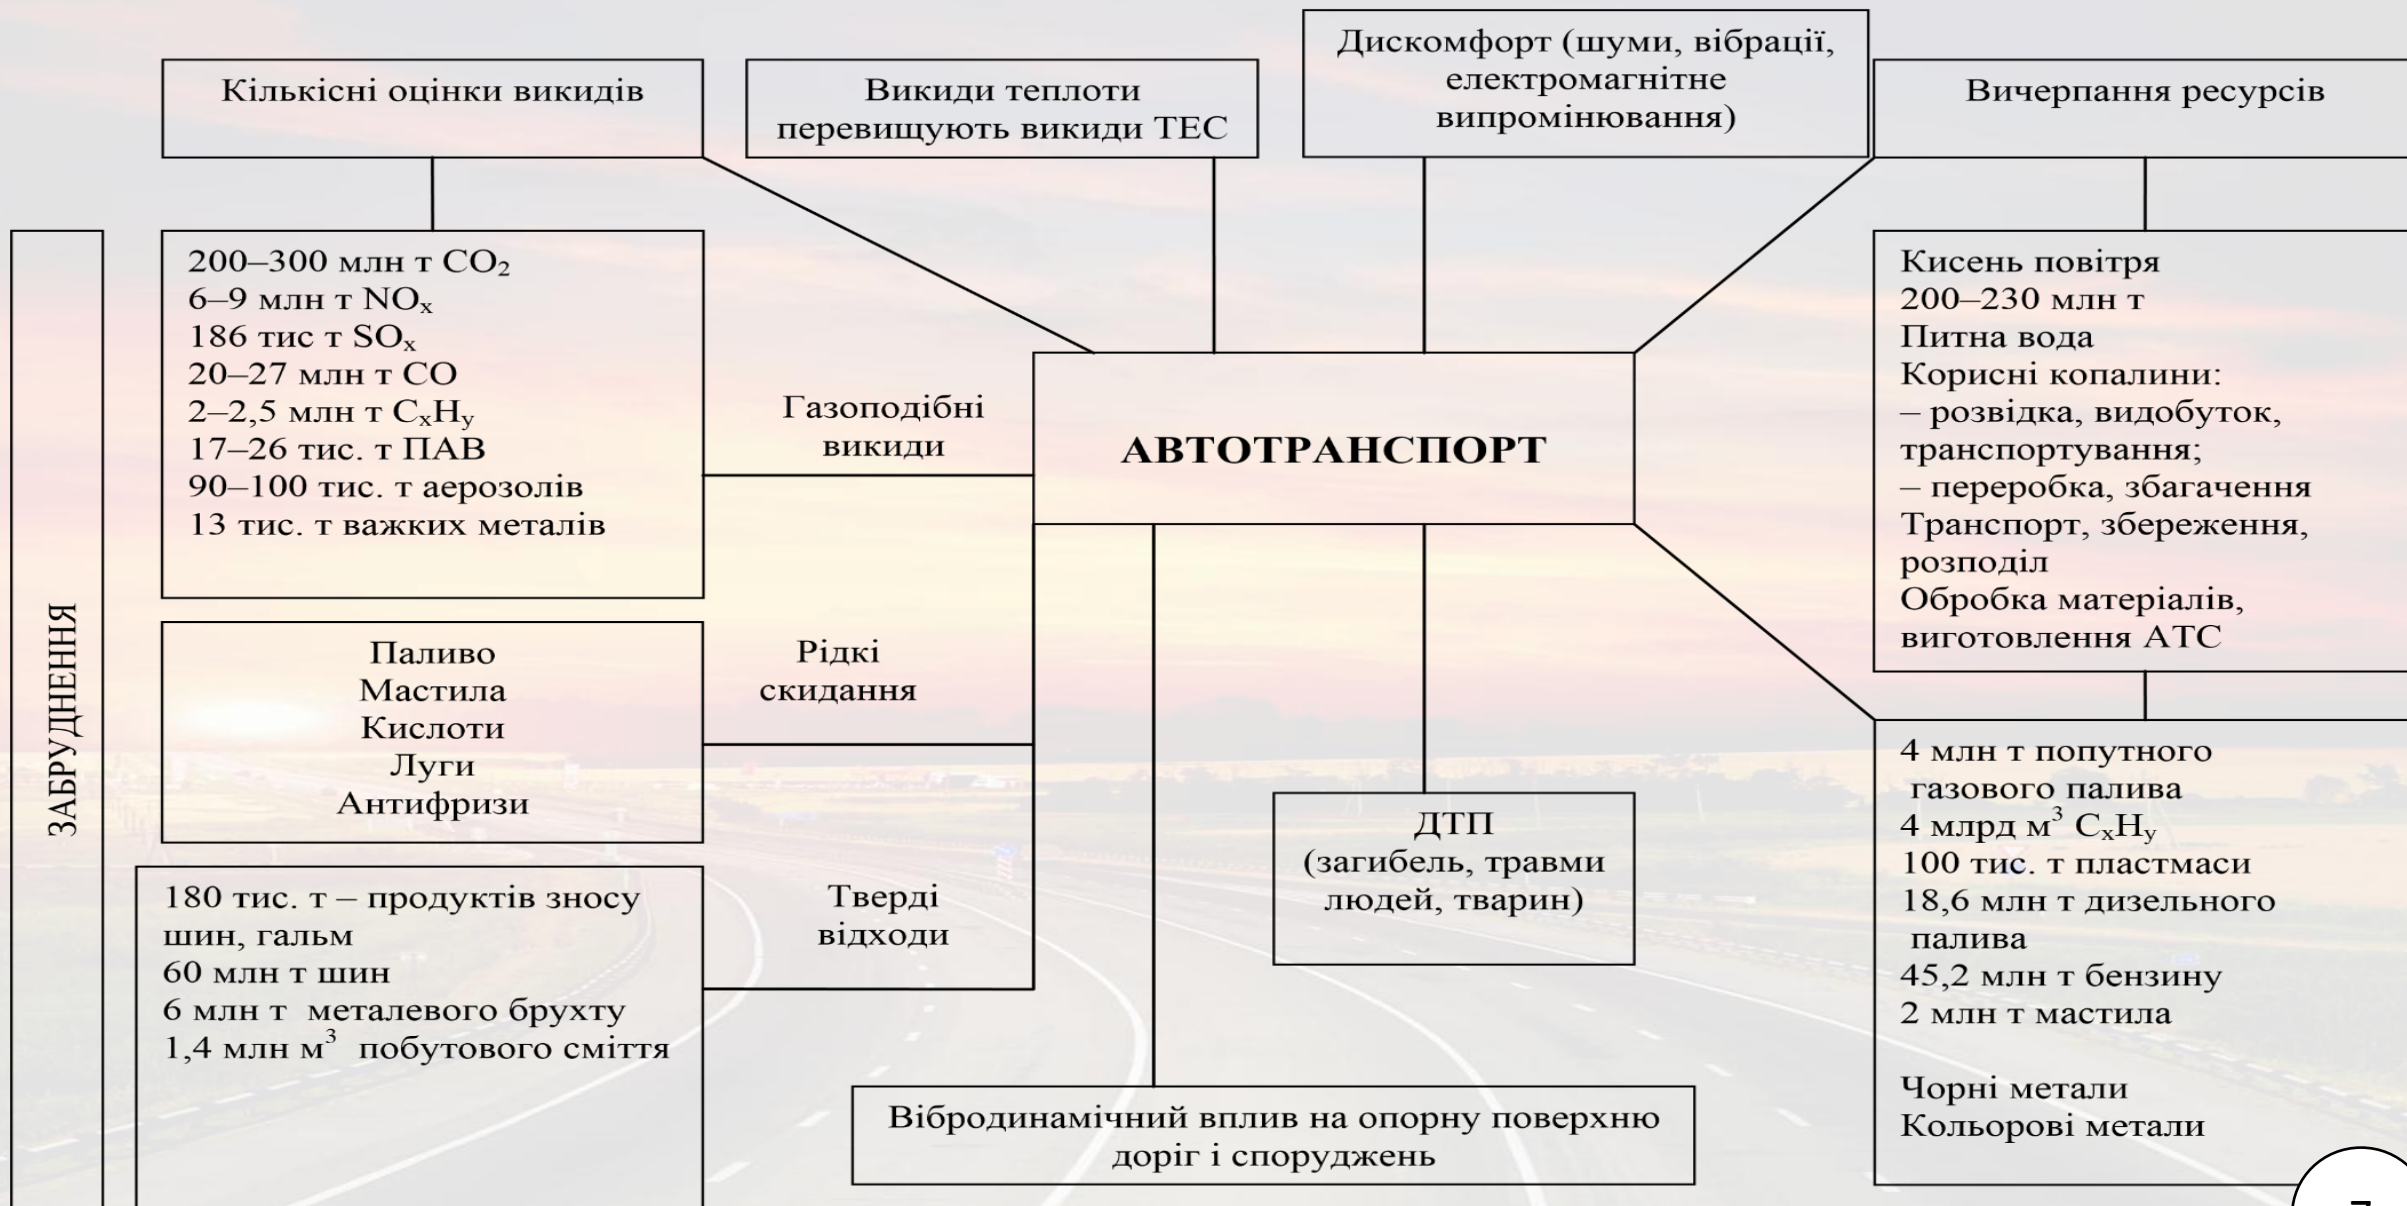 Кількісні оцінки викидів
Викиди теплоти
перевищують викиди ТЕС
Дискомфорт (шуми, вібрації,
електромагнітне
випромінювання)
Вичерпання ресурсів
ЗАБРУДНЕННЯ
200–300 млн т CO₂
6–9 млн т NOₓ
186 тис т SOₓ
20–27 млн т CO
2–2,5 млн т CₓHᵧ
17–26 тис. т ПАВ
90–100 тис. т аерозолів
13 тис. т важких металів
Газоподібні
викиди
АВТОТРАНСПОРТ
Кисень повітря
200–230 млн т
Питна вода
Корисні копалини:
– розвідка, видобуток,
транспортування;
– переробка, збагачення
Транспорт, збереження,
розподіл
Обробка матеріалів,
виготовлення АТС
Паливо
Мастила
Кислоти
Луги
Антифризи
Рідкі
скидання
180 тис. т – продуктів зносу
шин, гальм
60 млн т шин
6 млн т металевого брухту
1,4 млн м³ побутового сміття
Тверді
відходи
ДТП
(загибель, травми
людей, тварин)
4 млн т попутного
газового палива
4 млрд м³ CₓHᵧ
100 тис. т пластмаси
18,6 млн т дизельного
палива
45,2 млн т бензину
2 млн т мастила
Чорні метали
Кольорові метали
Вібродинамічний вплив на опорну поверхню
доріг і споруджень